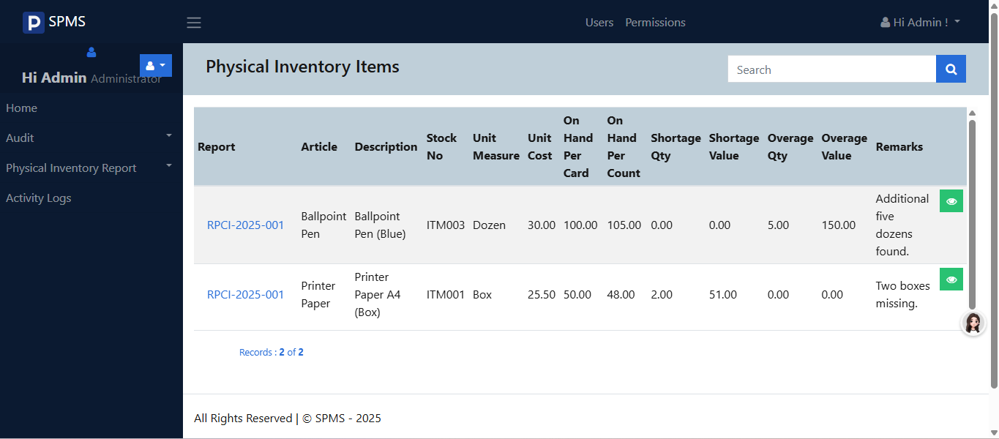 SPMS
Users Permissions Hi Admin !
Hi Admin Administrator
Home
Audit
Physical Inventory Report
Activity Logs
Physical Inventory Items
Search
Report Article Description Stock No Unit Measure Unit Cost On Hand Per Card On Hand Per Count Shortage Qty Shortage Value Overage Qty Overage Value Remarks
RPCI-2025-001 Ballpoint Pen Ballpoint Pen (Blue) ITM003 Dozen 30.00 100.00 105.00 0.00 0.00 5.00 150.00 Additional five dozens found.
RPCI-2025-001 Printer Paper Printer Paper A4 (Box) ITM001 Box 25.50 50.00 48.00 2.00 51.00 0.00 0.00 Two boxes missing.
Records : 2 of 2
All Rights Reserved | © SPMS - 2025